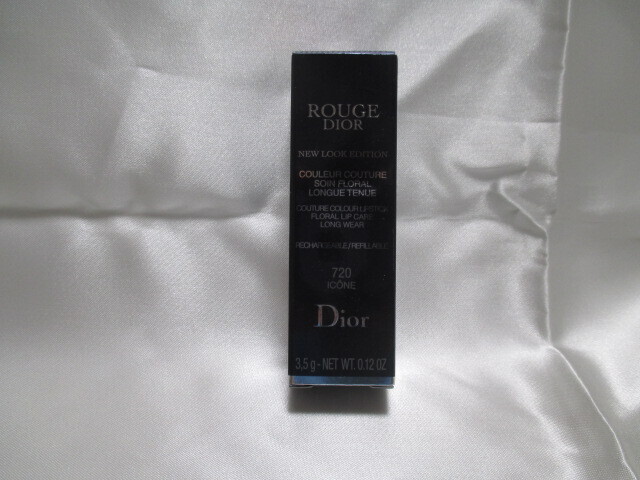 ROUGE
DIOR
NEW LOOK EDITION
COULEUR COUTURE
SOIN FLORAL
LONGUE TENUE
COUTURE COLOUR LIPSTICK
FLORAL LIP CARE
LONG WEAR
RECHARGEABLE/REFILLABLE
720
ICÔNE
Dior
3,5 g - NET WT. 0.12 OZ